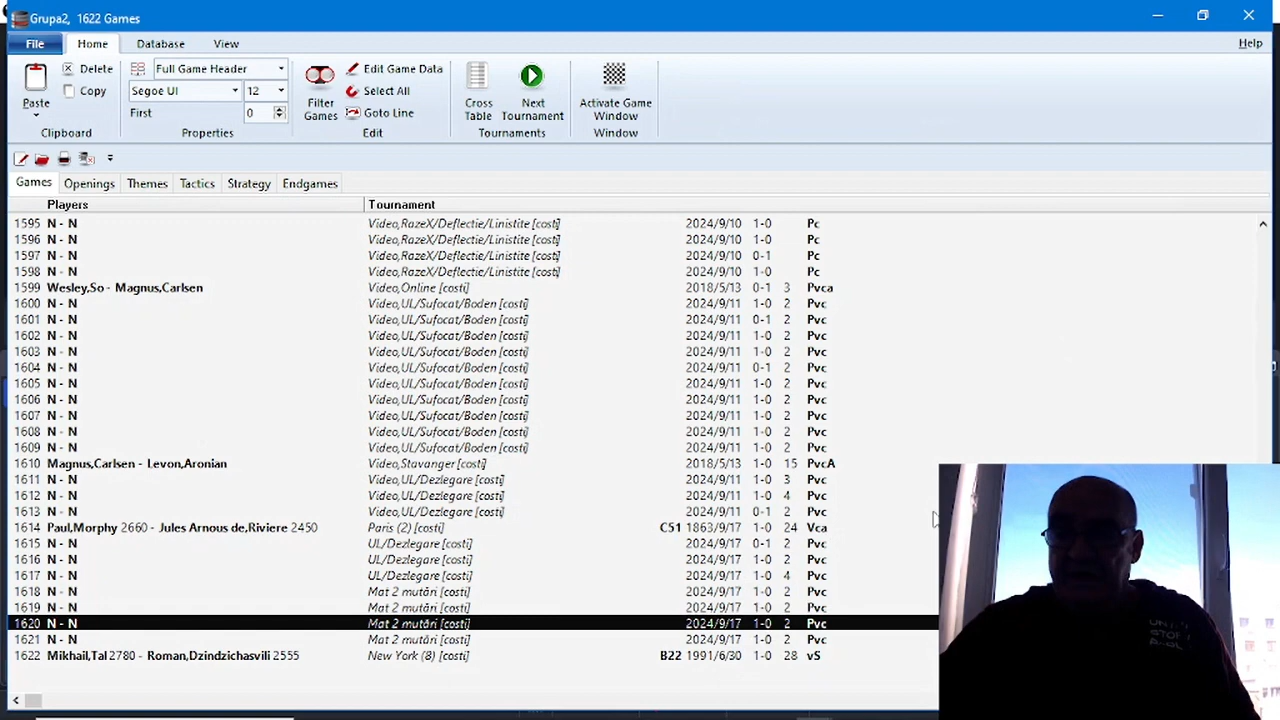 Grupa2, 1622 Games
File Home Database View Help
Paste
Delete
Copy
Clipboard
Full Game Header
Segoe UI 12
First 0
Properties
Filter Games
Edit Game Data
Select All
Goto Line
Edit
Cross Table
Next Tournament
Tournaments
Activate Game Window
Window
Games Openings Themes Tactics Strategy Endgames
Players Tournament
1595 N - N Video,RazeX/Deflectie/Linistite [costi] 2024/9/10 1-0 Pc
1596 N - N Video,RazeX/Deflectie/Linistite [costi] 2024/9/10 1-0 Pc
1597 N - N Video,RazeX/Deflectie/Linistite [costi] 2024/9/10 0-1 Pc
1598 N - N Video,RazeX/Deflectie/Linistite [costi] 2024/9/10 1-0 Pc
1599 Wesley,So - Magnus,Carlsen Video,Online [costi] 2018/5/13 0-1 3 Pvca
1600 N - N Video,UL/Sufocat/Boden [costi] 2024/9/11 1-0 2 Pvc
1601 N - N Video,UL/Sufocat/Boden [costi] 2024/9/11 0-1 2 Pvc
1602 N - N Video,UL/Sufocat/Boden [costi] 2024/9/11 1-0 2 Pvc
1603 N - N Video,UL/Sufocat/Boden [costi] 2024/9/11 1-0 2 Pvc
1604 N - N Video,UL/Sufocat/Boden [costi] 2024/9/11 0-1 2 Pvc
1605 N - N Video,UL/Sufocat/Boden [costi] 2024/9/11 1-0 2 Pvc
1606 N - N Video,UL/Sufocat/Boden [costi] 2024/9/11 1-0 2 Pvc
1607 N - N Video,UL/Sufocat/Boden [costi] 2024/9/11 1-0 2 Pvc
1608 N - N Video,UL/Sufocat/Boden [costi] 2024/9/11 1-0 2 Pvc
1609 N - N Video,UL/Sufocat/Boden [costi] 2024/9/11 1-0 2 Pvc
1610 Magnus,Carlsen - Levon,Aronian Video,Stavanger [costi] 2018/5/13 1-0 15 PvcA
1611 N - N Video,UL/Dezlegare [costi] 2024/9/11 1-0 3 Pvc
1612 N - N Video,UL/Dezlegare [costi] 2024/9/11 1-0 4 Pvc
1613 N - N Video,UL/Dezlegare [costi] 2024/9/11 0-1 2 Pvc
1614 Paul,Morphy 2660 - Jules Arnous de,Riviere 2450 Paris (2) [costi] C51 1863/9/17 1-0 24 Vca
1615 N - N UL/Dezlegare [costi] 2024/9/17 0-1 2 Pvc
1616 N - N UL/Dezlegare [costi] 2024/9/17 1-0 2 Pvc
1617 N - N UL/Dezlegare [costi] 2024/9/17 1-0 4 Pvc
1618 N - N Mat 2 mutări [costi] 2024/9/17 1-0 2 Pvc
1619 N - N Mat 2 mutări [costi] 2024/9/17 1-0 2 Pvc
1620 N - N Mat 2 mutări [costi] 2024/9/17 1-0 2 Pvc
1621 N - N Mat 2 mutări [costi] 2024/9/17 1-0 2 Pvc
1622 Mikhail,Tal 2780 - Roman,Dzindzichasvili 2555 New York (8) [costi] B22 1991/6/30 1-0 28 vS